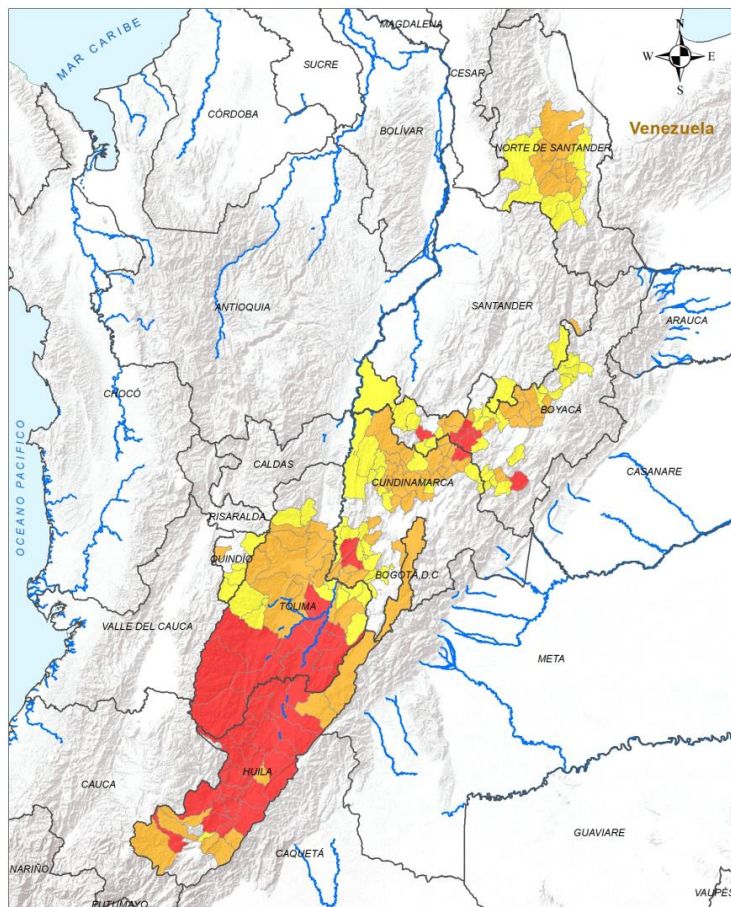 MAGDALENA
N
MAR CARIBE
W
E
SUCRE
CESAR
S
CÓRDOBA
BOLÍVAR
Venezuela
NORTE DE SANTANDER
ANTIOQUIA
SANTANDER
ARAUCA
CHOCÓ
BOYACÁ
OCEANO PACIFICO
CALDAS
CUNDINAMARCA
CASANARE
RISARALDA
QUINDÍO
BOGOTÁ, D.C
TOLIMA
VALLE DEL CAUCA
META
HUILA
CAUCA
GUAVIARE
CAQUETÁ
NARIÑO
PUTUMAYO
VAUPÉS